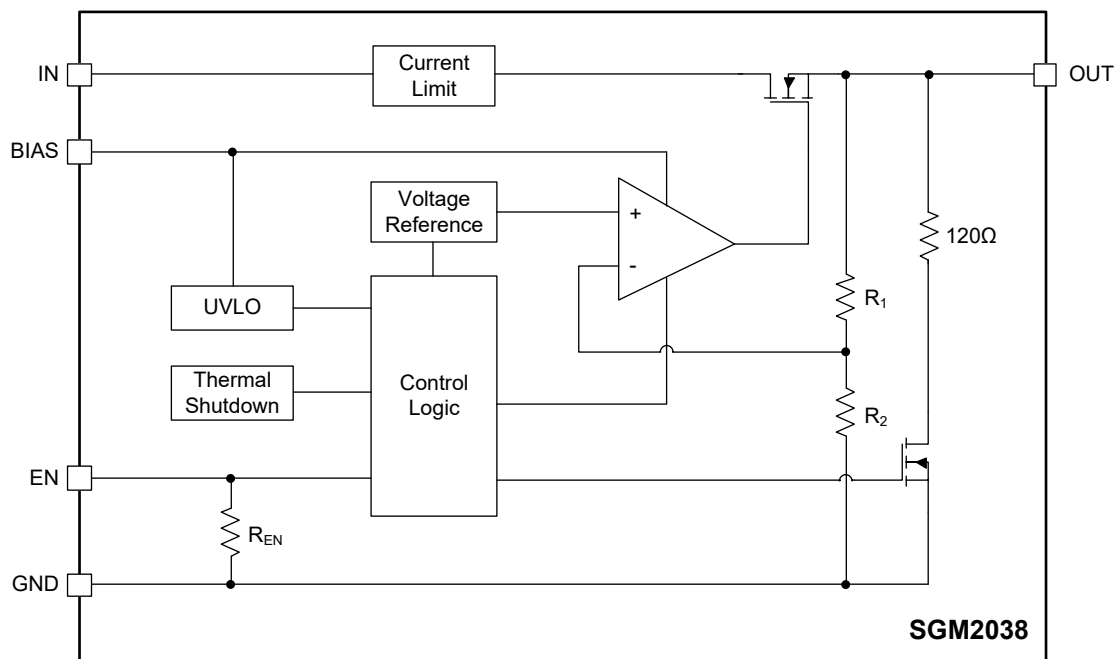 IN
Current
Limit
OUT
BIAS
Voltage
Reference
+
-
120Ω
UVLO
R1
Thermal
Shutdown
Control
Logic
R2
EN
REN
GND
SGM2038